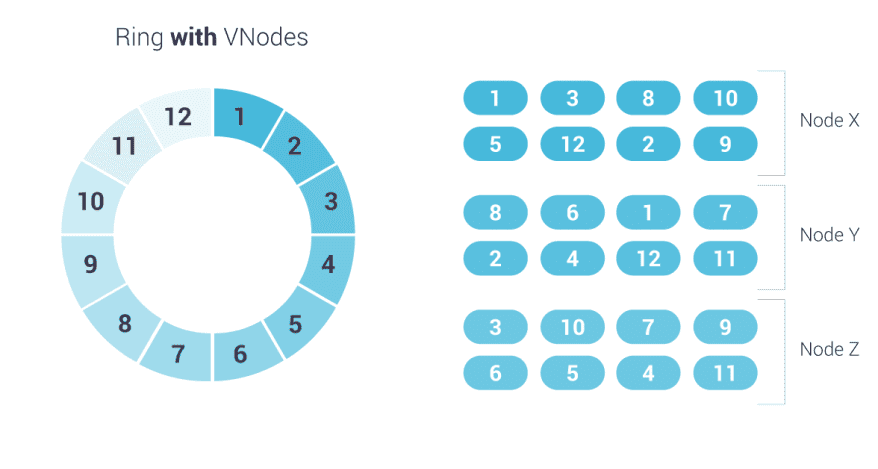 Ring with VNodes
12 1
11 2
10 3
9 4
8 5
7 6
1 3 8 10
5 12 2 9
Node X
8 6 1 7
2 4 12 11
Node Y
3 10 7 9
6 5 4 11
Node Z